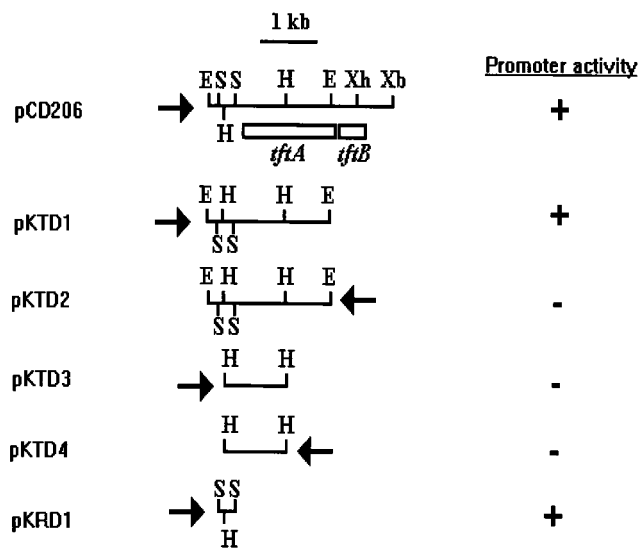 1 kb
Promoter activity
E S S H E Xh Xb
pCD206 +
H
tftA tftB
E H H E
pKTD1 +
S S
E H H E
pKTD2 -
S S
H H
pKTD3 -
H H
pKTD4 -
S S
pKRD1 +
H